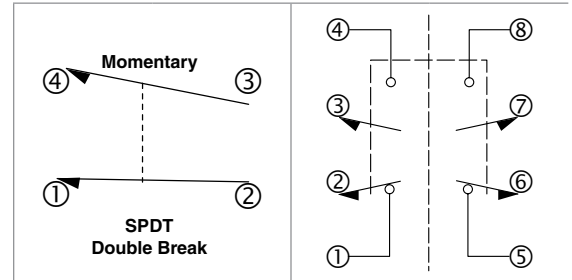 Momentary
④ ③
① ②
SPDT
Double Break
④ ⑧
③ ⑦
② ⑥
① ⑤